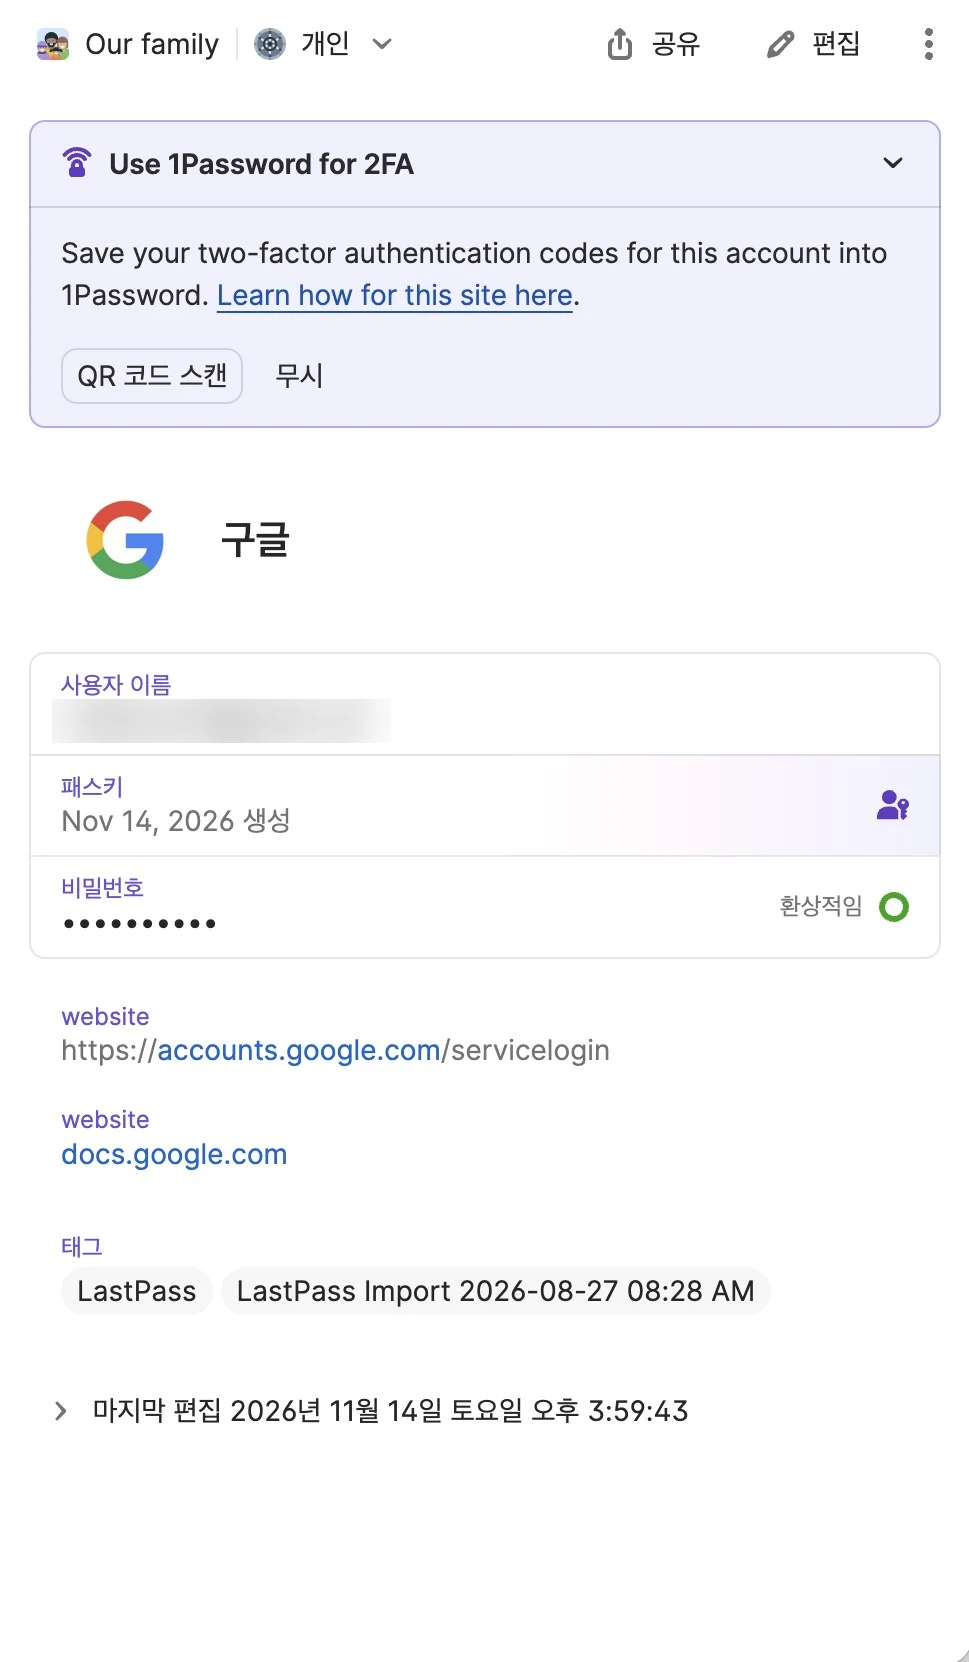 Our family
개인
공유
편집
Use 1Password for 2FA
Save your two-factor authentication codes for this account into
1Password. Learn how for this site here.
QR 코드 스캔
무시
구글
사용자 이름
패스키
Nov 14, 2026 생성
비밀번호
••••••••••
환상적임
website
https://accounts.google.com/servicelogin
website
docs.google.com
태그
LastPass
LastPass Import 2026-08-27 08:28 AM
마지막 편집 2026년 11월 14일 토요일 오후 3:59:43